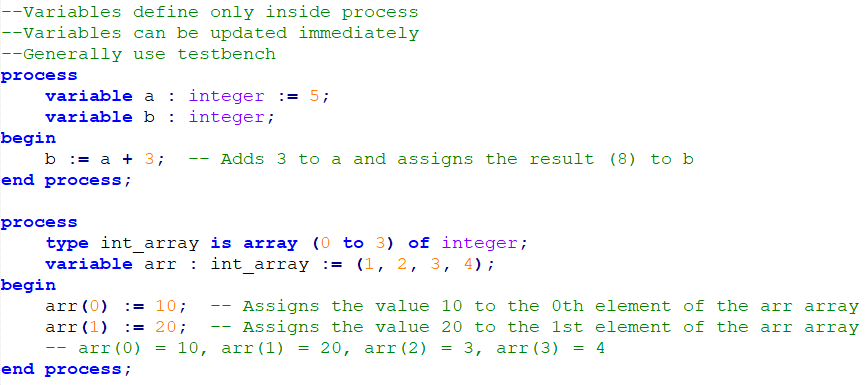 --Variables define only inside process
--Variables can be updated immediately
--Generally use testbench
process
    variable a : integer := 5;
    variable b : integer;
begin
    b := a + 3;  -- Adds 3 to a and assigns the result (8) to b
end process;

process
    type int_array is array (0 to 3) of integer;
    variable arr : int_array := (1, 2, 3, 4);
begin
    arr(0) := 10;  -- Assigns the value 10 to the 0th element of the arr array
    arr(1) := 20;  -- Assigns the value 20 to the 1st element of the arr array
    -- arr(0) = 10, arr(1) = 20, arr(2) = 3, arr(3) = 4
end process;